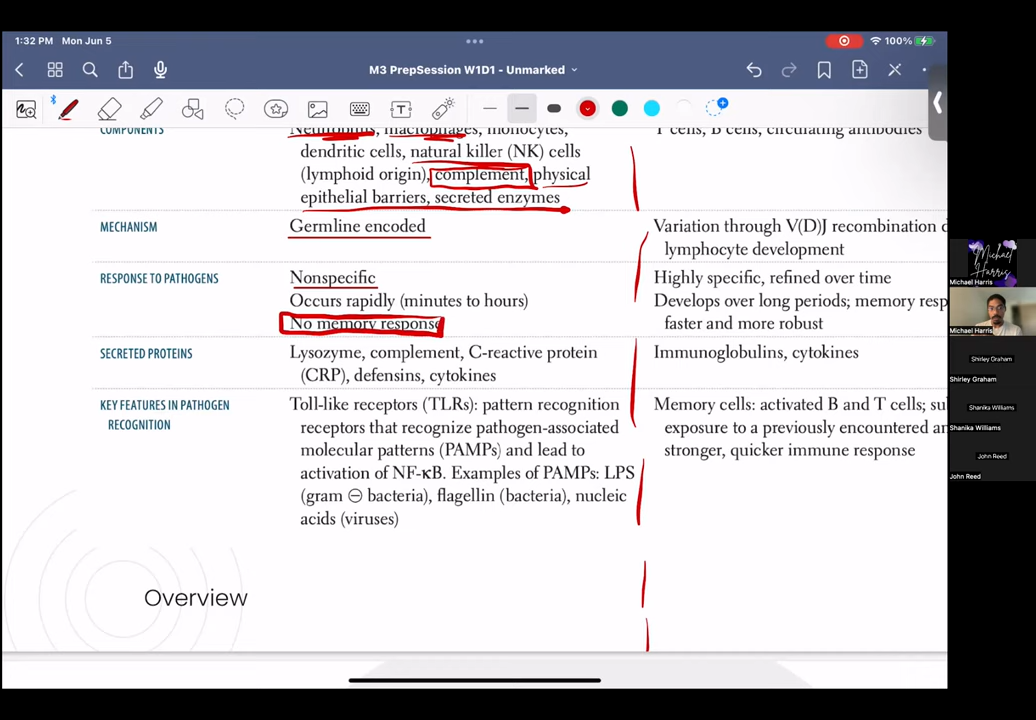 1:32 PM Mon Jun 5
100%
M3 PrepSession W1D1 - Unmarked
COMPONENTS
Neutrophils, macrophages, monocytes,
dendritic cells, natural killer (NK) cells
(lymphoid origin), complement, physical
epithelial barriers, secreted enzymes
T cells, B cells, circulating antibodies
MECHANISM
Germline encoded
Variation through V(D)J recombination d
lymphocyte development
RESPONSE TO PATHOGENS
Nonspecific
Occurs rapidly (minutes to hours)
No memory response
Highly specific, refined over time
Develops over long periods; memory resp
faster and more robust
SECRETED PROTEINS
Lysozyme, complement, C-reactive protein
(CRP), defensins, cytokines
Immunoglobulins, cytokines
KEY FEATURES IN PATHOGEN
RECOGNITION
Toll-like receptors (TLRs): pattern recognition
receptors that recognize pathogen-associated
molecular patterns (PAMPs) and lead to
activation of NF-κB. Examples of PAMPs: LPS
(gram ⊖ bacteria), flagellin (bacteria), nucleic
acids (viruses)
Memory cells: activated B and T cells; su
exposure to a previously encountered an
stronger, quicker immune response
Overview
Michael
Harris
Michael Harris
Michael Harris
Shirley Graham
Shirley Graham
Shanika Williams
Shanika Williams
John Reed
John Reed